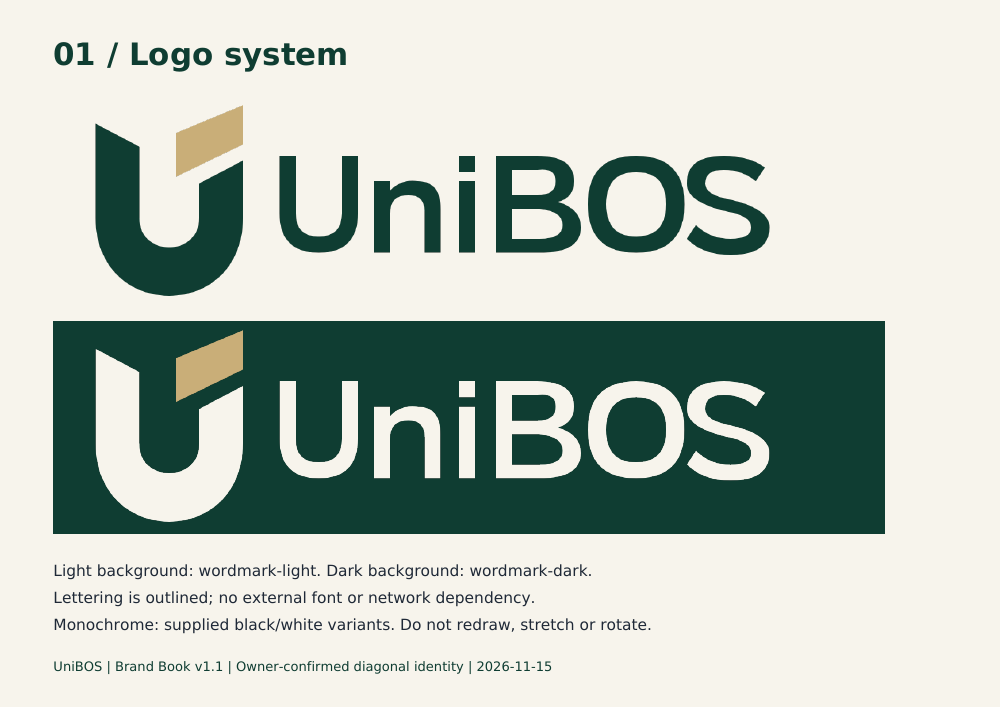 01 / Logo system
UniBOS
UniBOS
Light background: wordmark-light. Dark background: wordmark-dark.
Lettering is outlined; no external font or network dependency.
Monochrome: supplied black/white variants. Do not redraw, stretch or rotate.
UniBOS | Brand Book v1.1 | Owner-confirmed diagonal identity | 2026-11-15